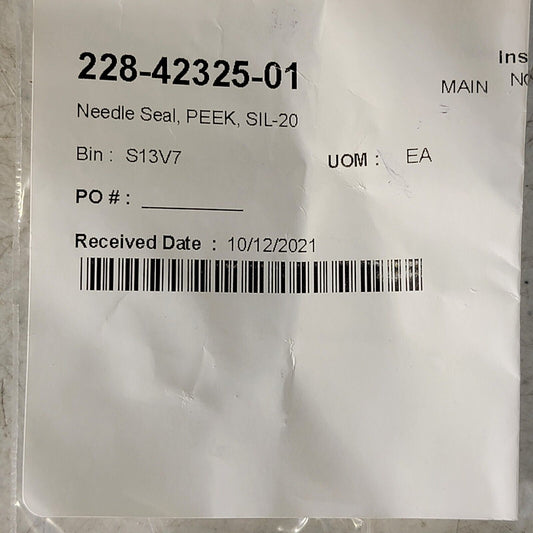 228-42325-01
Ins
MAIN
Needle Seal, PEEK, SIL-20
Bin : S13V7
UOM : EA
PO # :
Received Date : 10/12/2021